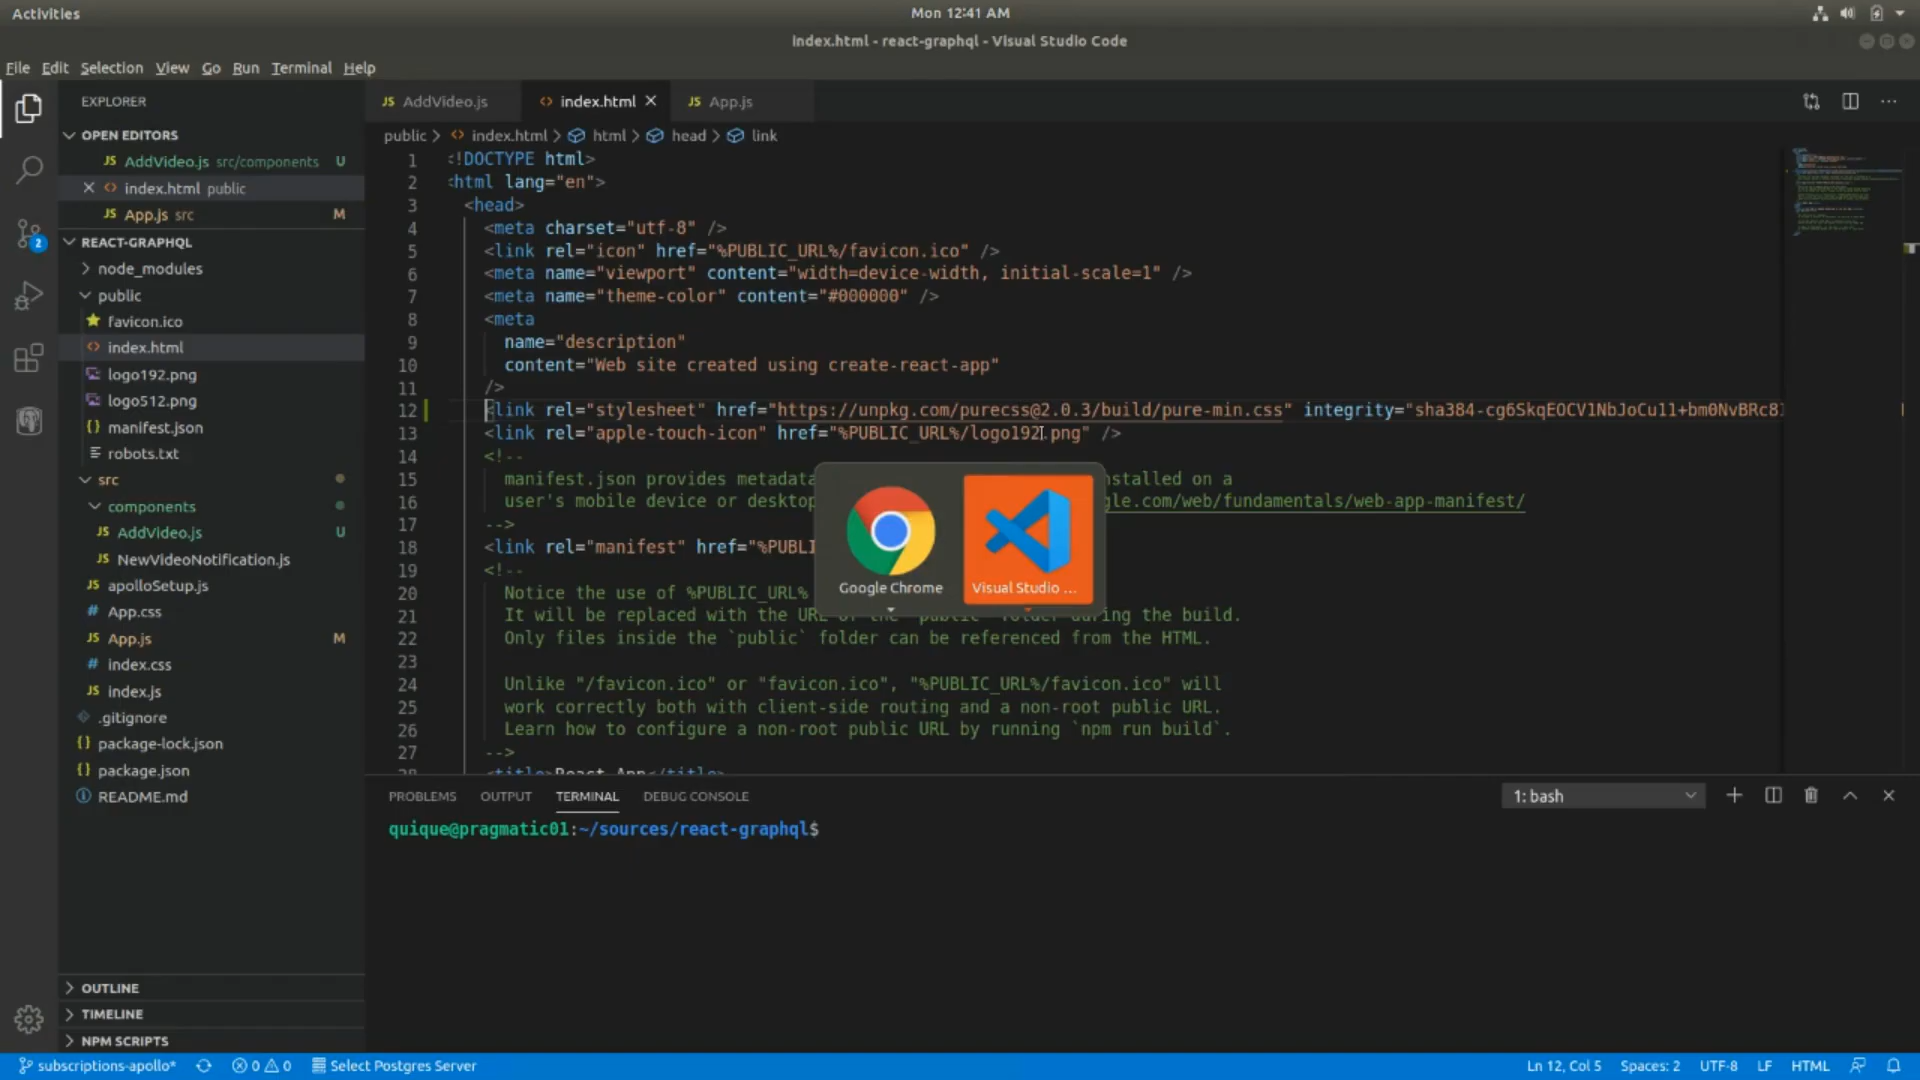 Activities
Mon 12:41 AM
index.html - react-graphql - Visual Studio Code
File Edit Selection View Go Run Terminal Help
EXPLORER
OPEN EDITORS
JS AddVideo.js src/components U
<> index.html public
JS App.js src M
REACT-GRAPHQL
node_modules
public
favicon.ico
<> index.html
logo192.png
logo512.png
{} manifest.json
robots.txt
src
components
JS AddVideo.js U
JS NewVideoNotification.js
JS apolloSetup.js
# App.css
JS App.js M
# index.css
JS index.js
.gitignore
{} package-lock.json
{} package.json
README.md
OUTLINE
TIMELINE
NPM SCRIPTS
2
JS AddVideo.js
<> index.html
JS App.js
public > <> index.html > html > head > link
1 <!DOCTYPE html>
2 <html lang="en">
3 <head>
4 <meta charset="utf-8" />
5 <link rel="icon" href="%PUBLIC_URL%/favicon.ico" />
6 <meta name="viewport" content="width=device-width, initial-scale=1" />
7 <meta name="theme-color" content="#000000" />
8 <meta
9 name="description"
10 content="Web site created using create-react-app"
11 />
12 <link rel="stylesheet" href="https://unpkg.com/purecss@2.0.3/build/pure-min.css" integrity="sha384-cg6SkqEOCV1NbJoCu11+bm0NvBRc8
13 <link rel="apple-touch-icon" href="%PUBLIC_URL%/logo192.png" />
14 <!--
15 manifest.json provides metadata nstalled on a
16 user's mobile device or desktop gle.com/web/fundamentals/web-app-manifest/
17 -->
18 <link rel="manifest" href="%PUBLI
19 <!--
20 Notice the use of %PUBLIC_URL%
21 It will be replaced with the URL of the `public` folder during the build.
22 Only files inside the `public` folder can be referenced from the HTML.
23
24 Unlike "/favicon.ico" or "favicon.ico", "%PUBLIC_URL%/favicon.ico" will
25 work correctly both with client-side routing and a non-root public URL.
26 Learn how to configure a non-root public URL by running `npm run build`.
27 -->
28 <title>React App</title>
Google Chrome
Visual Studio ...
PROBLEMS OUTPUT TERMINAL DEBUG CONSOLE
1: bash
quique@pragmatic01:~/sources/react-graphql$
subscriptions-apollo* 0 0 Select Postgres Server
Ln 12, Col 5 Spaces: 2 UTF-8 LF HTML